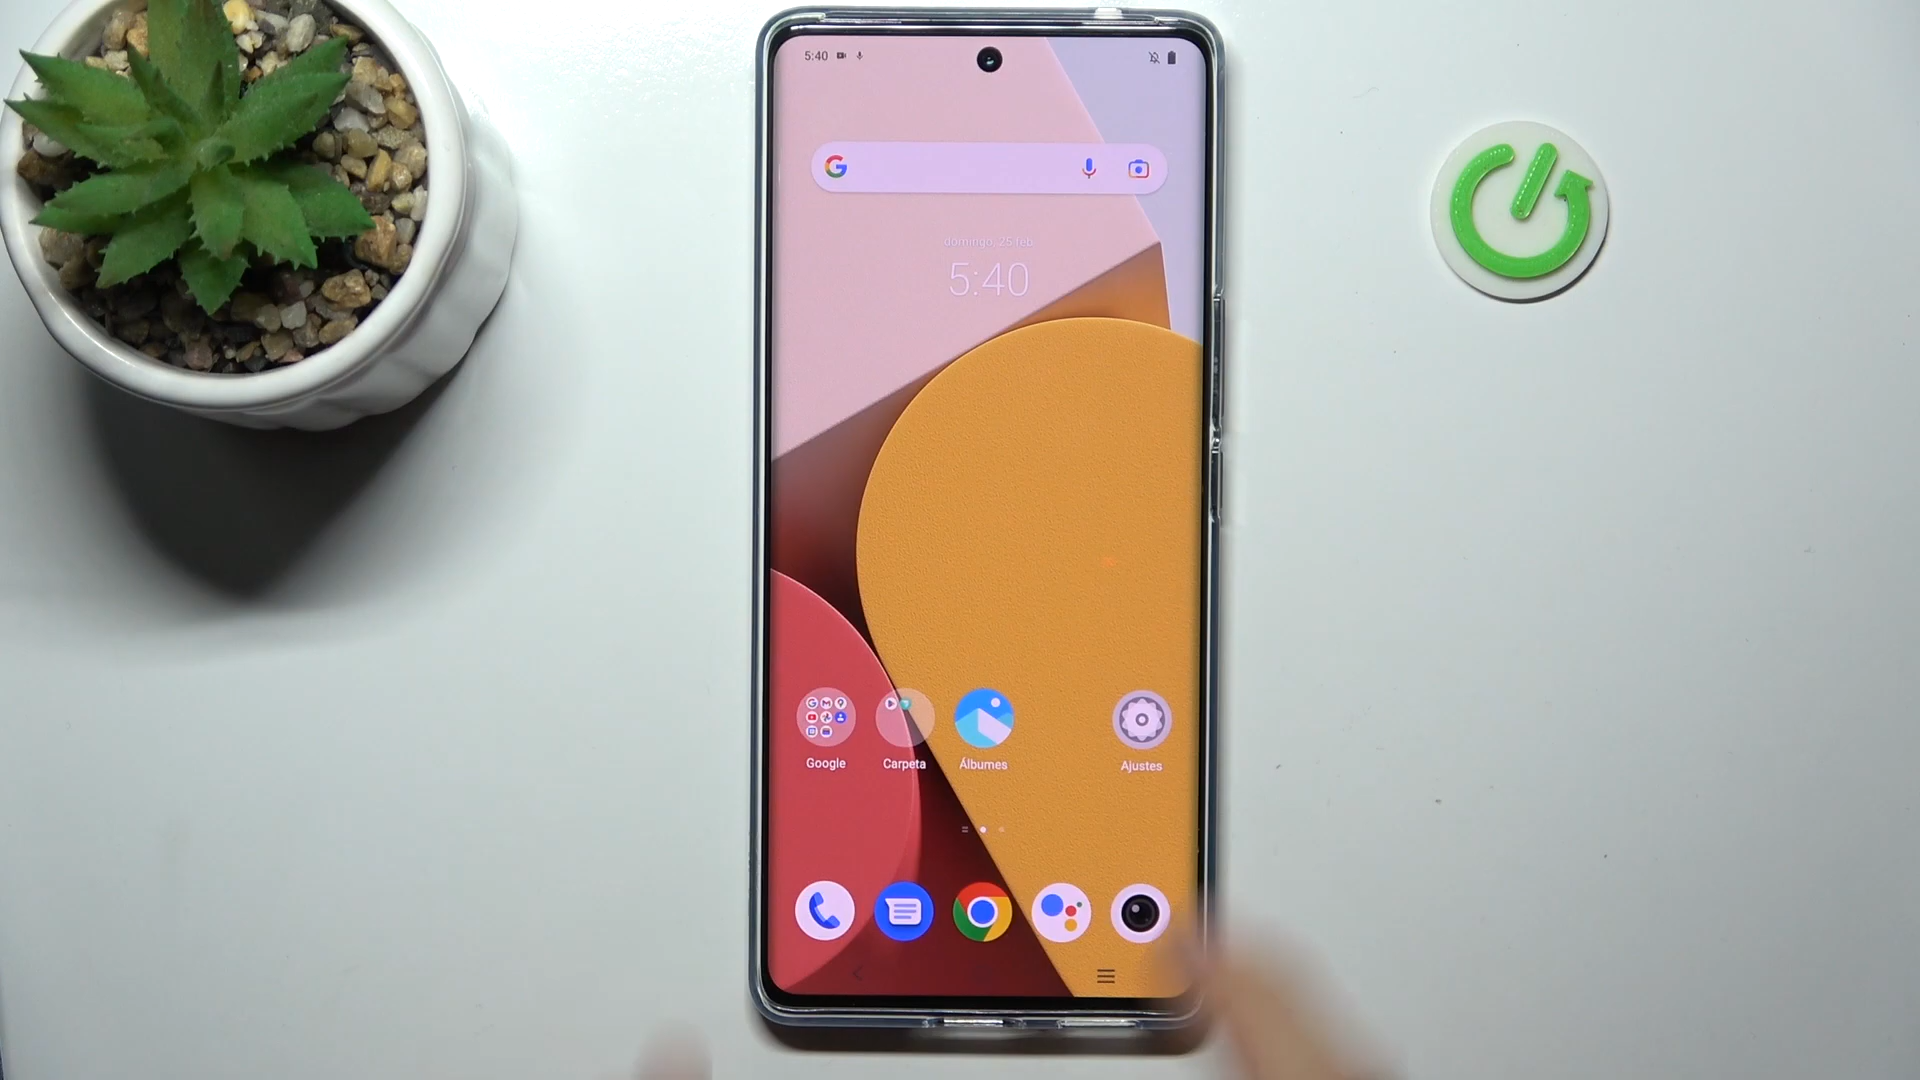 5:40
domingo, 25 feb
5:40
Google
Carpeta
Álbumes
Ajustes